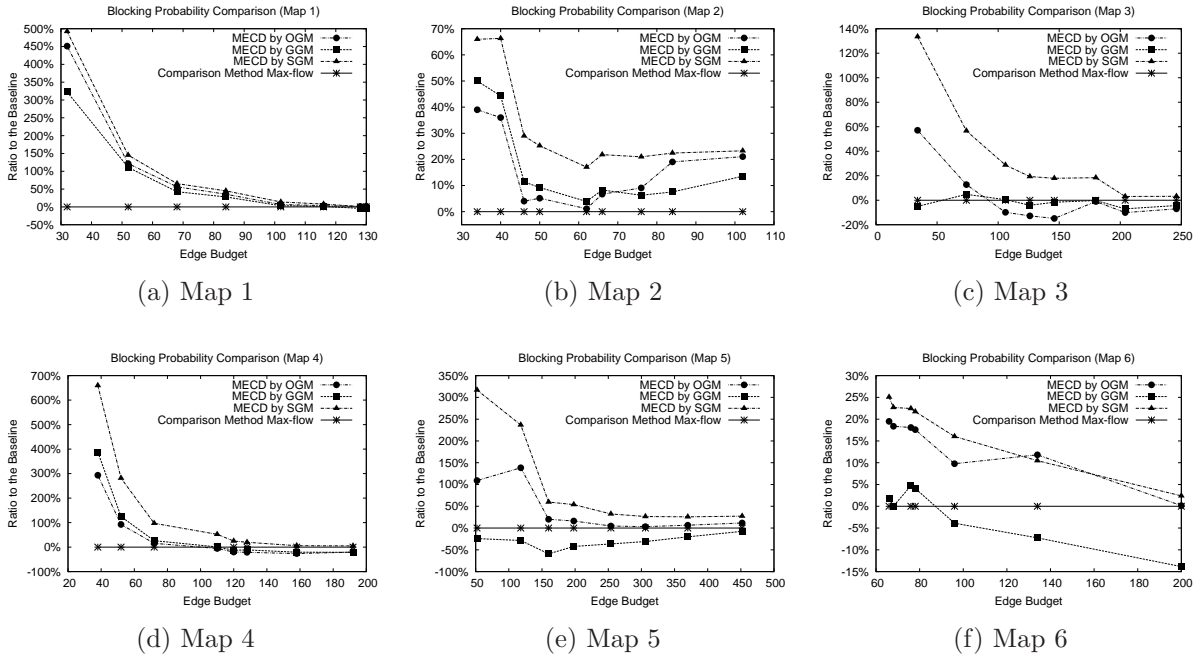 Blocking Probability Comparison (Map 1)
500%
450%
400%
350%
300%
250%
200%
150%
100%
50%
0%
-50%
Ratio to the Baseline
MECD by OGM
MECD by GGM
MECD by SGM
Comparison Method Max-flow
30 40 50 60 70 80 90 100 110 120 130
Edge Budget
(a) Map 1
Blocking Probability Comparison (Map 2)
70%
60%
50%
40%
30%
20%
10%
0%
Ratio to the Baseline
MECD by OGM
MECD by GGM
MECD by SGM
Comparison Method Max-flow
30 40 50 60 70 80 90 100 110
Edge Budget
(b) Map 2
Blocking Probability Comparison (Map 3)
140%
120%
100%
80%
60%
40%
20%
0%
-20%
Ratio to the Baseline
MECD by OGM
MECD by GGM
MECD by SGM
Comparison Method Max-flow
0 50 100 150 200 250
Edge Budget
(c) Map 3
Blocking Probability Comparison (Map 4)
700%
600%
500%
400%
300%
200%
100%
0%
-100%
Ratio to the Baseline
MECD by OGM
MECD by GGM
MECD by SGM
Comparison Method Max-flow
20 40 60 80 100 120 140 160 180 200
Edge Budget
(d) Map 4
Blocking Probability Comparison (Map 5)
350%
300%
250%
200%
150%
100%
50%
0%
-50%
-100%
Ratio to the Baseline
MECD by OGM
MECD by GGM
MECD by SGM
Comparison Method Max-flow
50 100 150 200 250 300 350 400 450 500
Edge Budget
(e) Map 5
Blocking Probability Comparison (Map 6)
30%
25%
20%
15%
10%
5%
0%
-5%
-10%
-15%
Ratio to the Baseline
MECD by OGM
MECD by GGM
MECD by SGM
Comparison Method Max-flow
60 80 100 120 140 160 180 200
Edge Budget
(f) Map 6